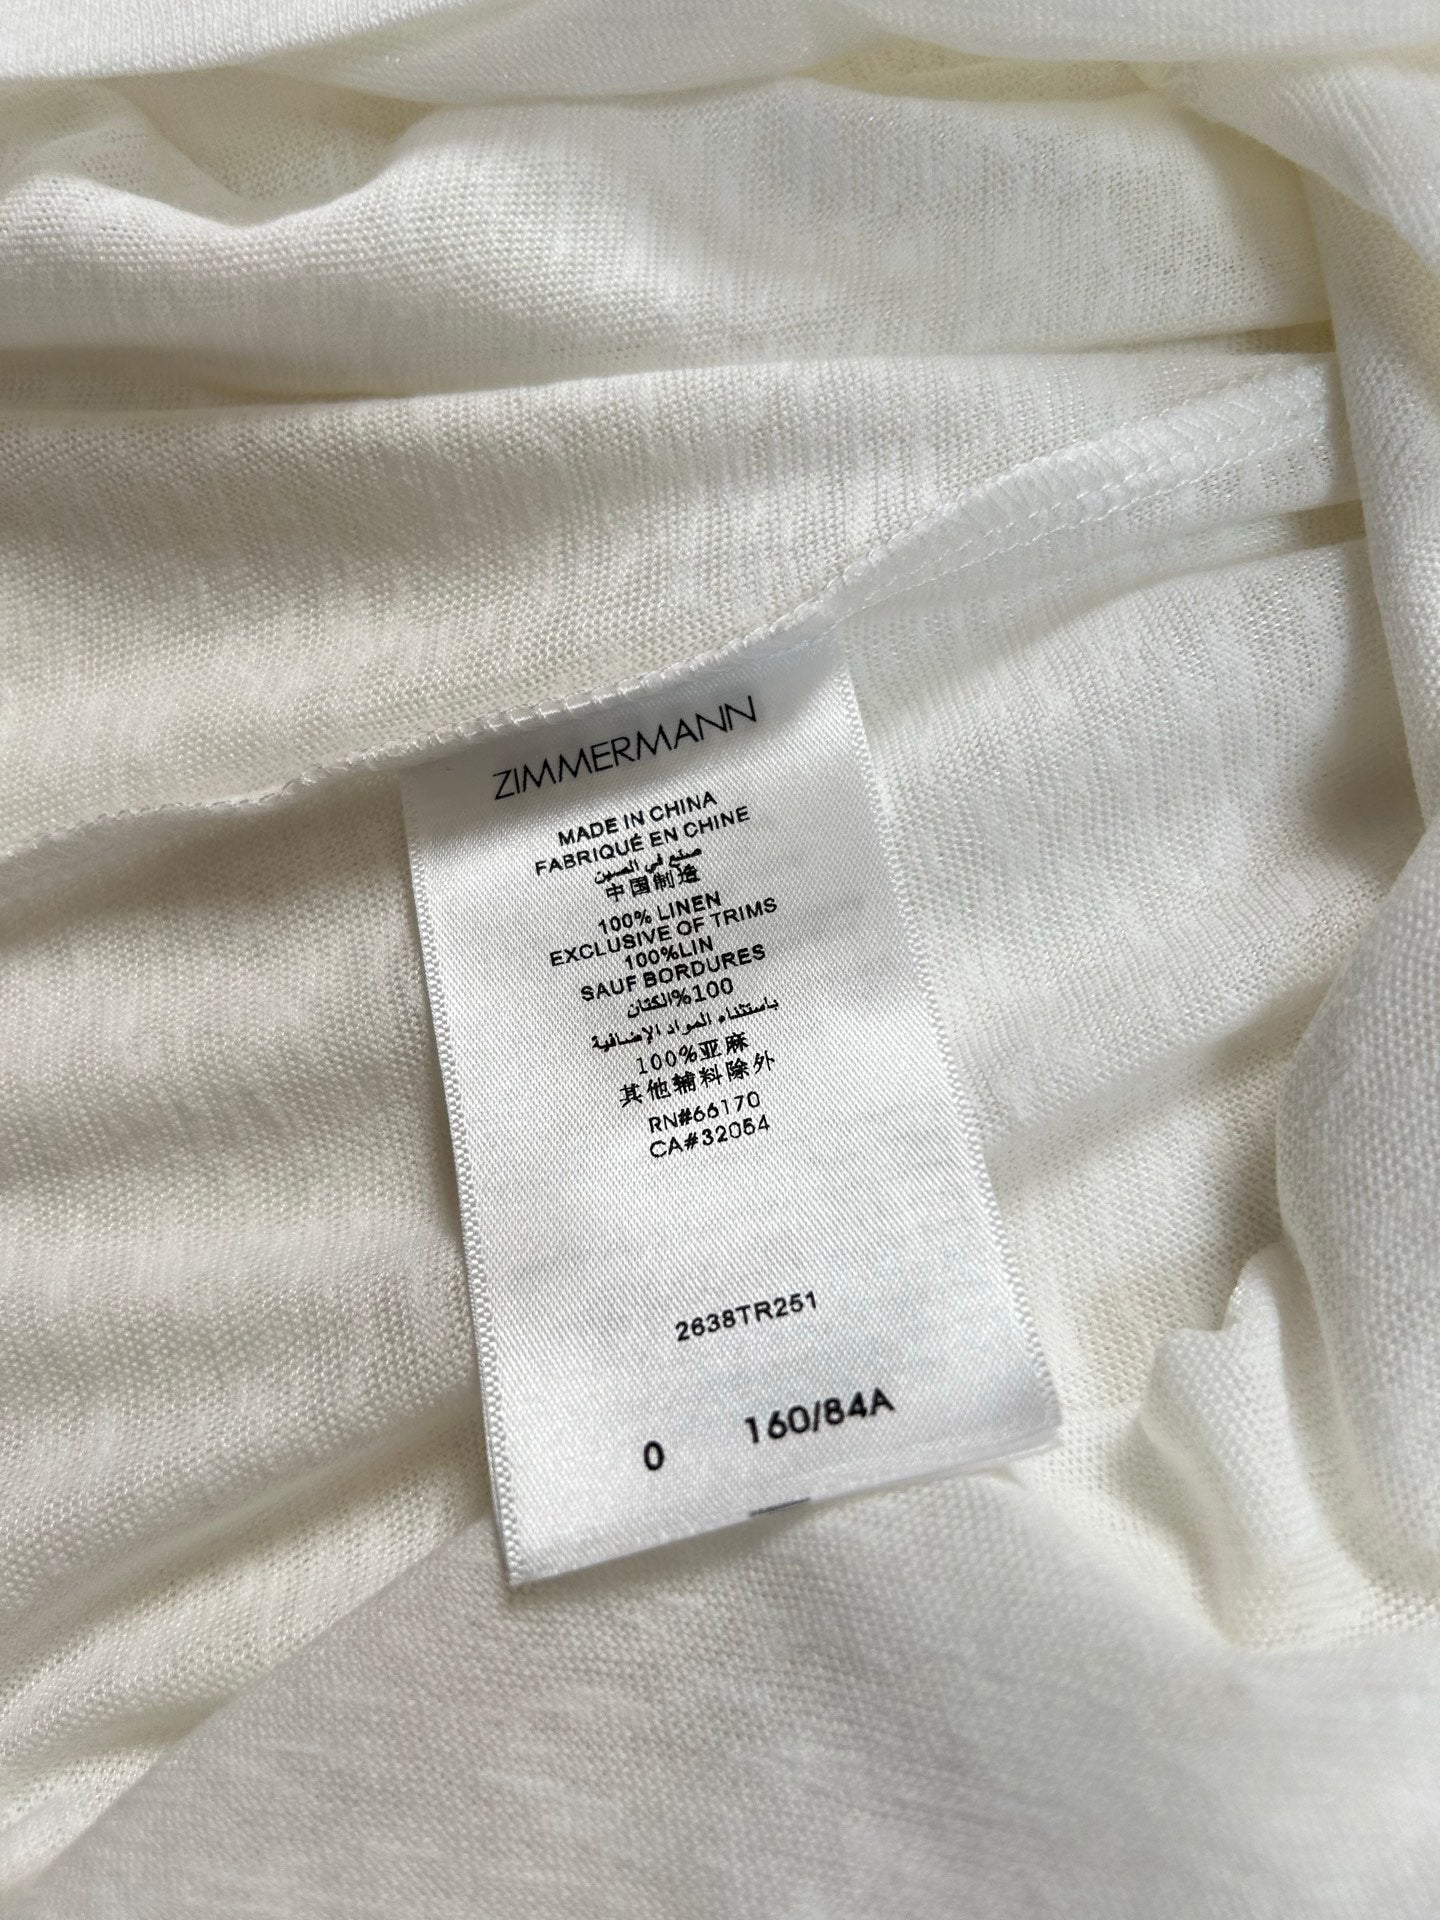 ZIMMERMANN
MADE IN CHINA
FABRIQUÉ EN CHINE
صنع في الصين
中国制造
100% LINEN
EXCLUSIVE OF TRIMS
100%LIN
SAUF BORDURES
100%الكتان
باستثناء المواد الإضافية
100%亚麻
其他辅料除外
RN#66170
CA#32054
2638TR251
0 160/84A